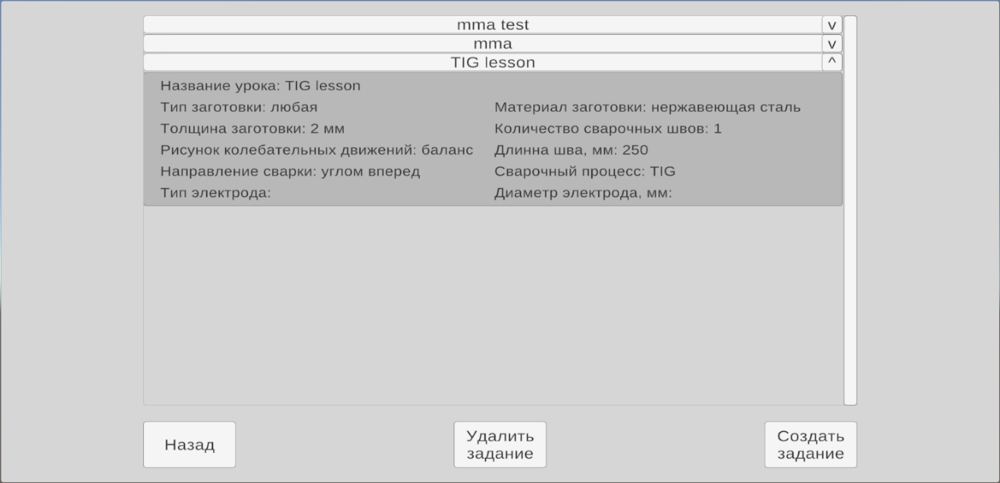 mma test v
mma v
TIG lesson ^
Название урока: TIG lesson
Тип заготовки: любая Материал заготовки: нержавеющая сталь
Толщина заготовки: 2 мм Количество сварочных швов: 1
Рисунок колебательных движений: баланс Длинна шва, мм: 250
Направление сварки: углом вперед Сварочный процесс: TIG
Тип электрода: Диаметр электрода, мм:
Назад
Удалить
задание
Создать
задание